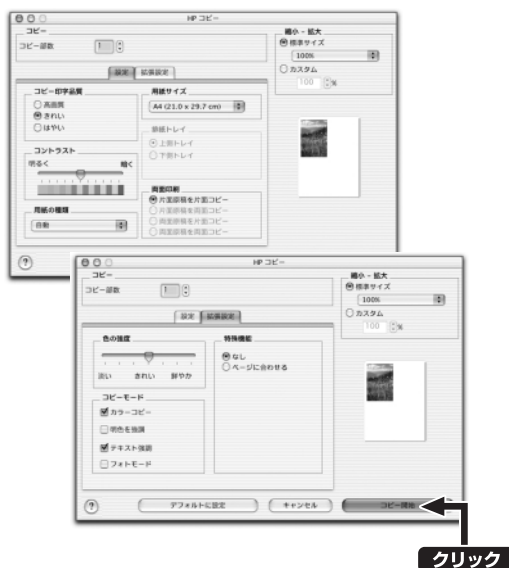 HP コピー
コピー
コピー部数 1
設定 拡張設定
コピー印字品質
高画質
きれい
はやい
コントラスト
明るく 暗く
用紙の種類
自動
用紙サイズ
A4 (21.0 x 29.7 cm)
給紙トレイ
上側トレイ
下側トレイ
両面印刷
片面原稿を片面コピー
片面原稿を両面コピー
両面原稿を片面コピー
両面原稿を両面コピー
縮小 - 拡大
標準サイズ
100%
カスタム
100 %
?
HP コピー
コピー
コピー部数 1
設定 拡張設定
色の強度
淡い きれい 鮮やか
コピーモード
カラーコピー
明色を強調
テキスト強調
フォトモード
特殊機能
なし
ページに合わせる
縮小 - 拡大
標準サイズ
100%
カスタム
100 %
?
デフォルトに設定 キャンセル コピー開始
クリック